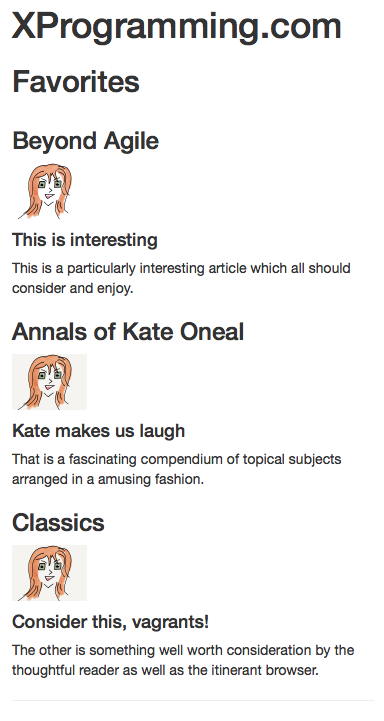 XProgramming.com
Favorites
Beyond Agile
This is interesting
This is a particularly interesting article which all should
consider and enjoy.
Annals of Kate Oneal
Kate makes us laugh
That is a fascinating compendium of topical subjects
arranged in a amusing fashion.
Classics
Consider this, vagrants!
The other is something well worth consideration by the
thoughtful reader as well as the itinerant browser.